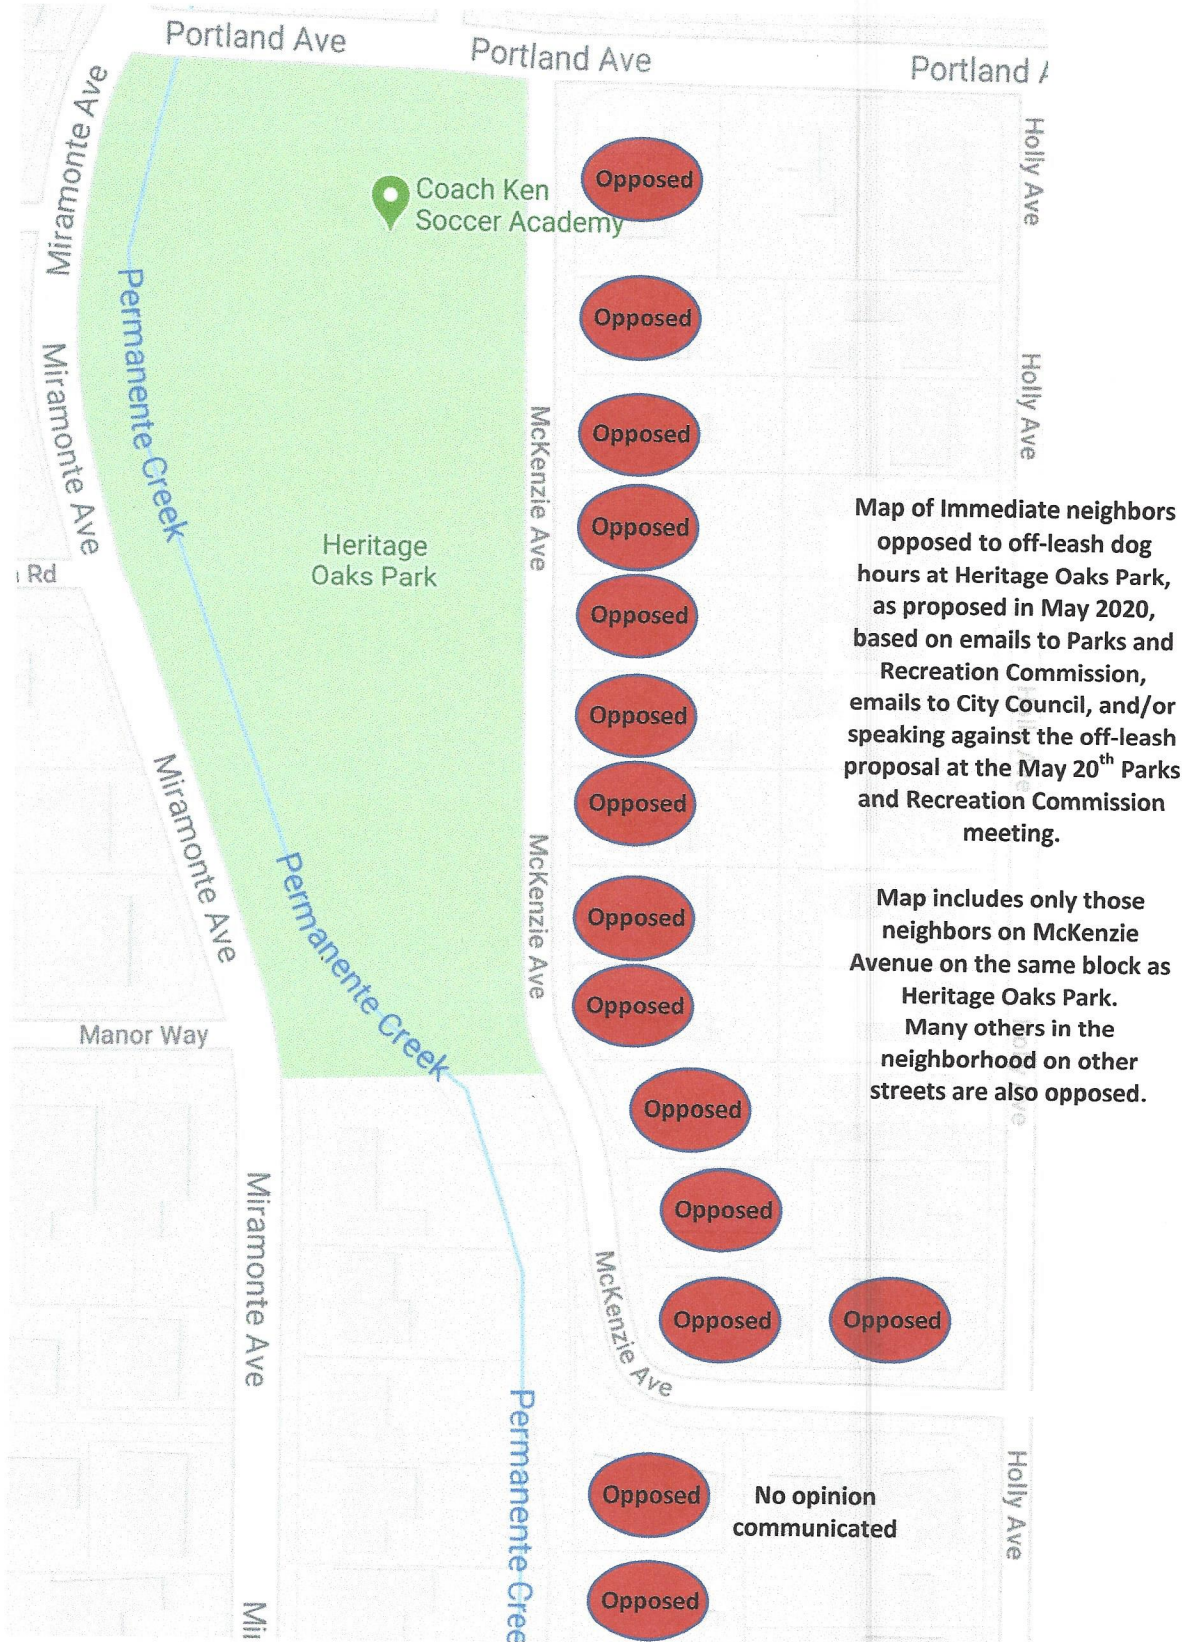 Portland Ave
Portland Ave
Portland A
Miramonte Ave
Holly Ave
Opposed
Coach Ken
Soccer Academy
Opposed
Permanente Creek
Miramonte Ave
Holly Ave
McKenzie Ave
Opposed
Opposed
Heritage
Oaks Park
Rd
Opposed
Map of Immediate neighbors
opposed to off-leash dog
hours at Heritage Oaks Park,
as proposed in May 2020,
based on emails to Parks and
Recreation Commission,
emails to City Council, and/or
speaking against the off-leash
proposal at the May 20th Parks
and Recreation Commission
meeting.
Opposed
Opposed
Miramonte Ave
McKenzie Ave
Permanente Creek
Opposed
Opposed
Map includes only those
neighbors on McKenzie
Avenue on the same block as
Heritage Oaks Park.
Many others in the
neighborhood on other
streets are also opposed.
Manor Way
Opposed
Opposed
Miramonte Ave
McKenzie Ave
Opposed
Opposed
Permanente Cree
Holly Ave
Opposed
No opinion
communicated
Opposed
Mi